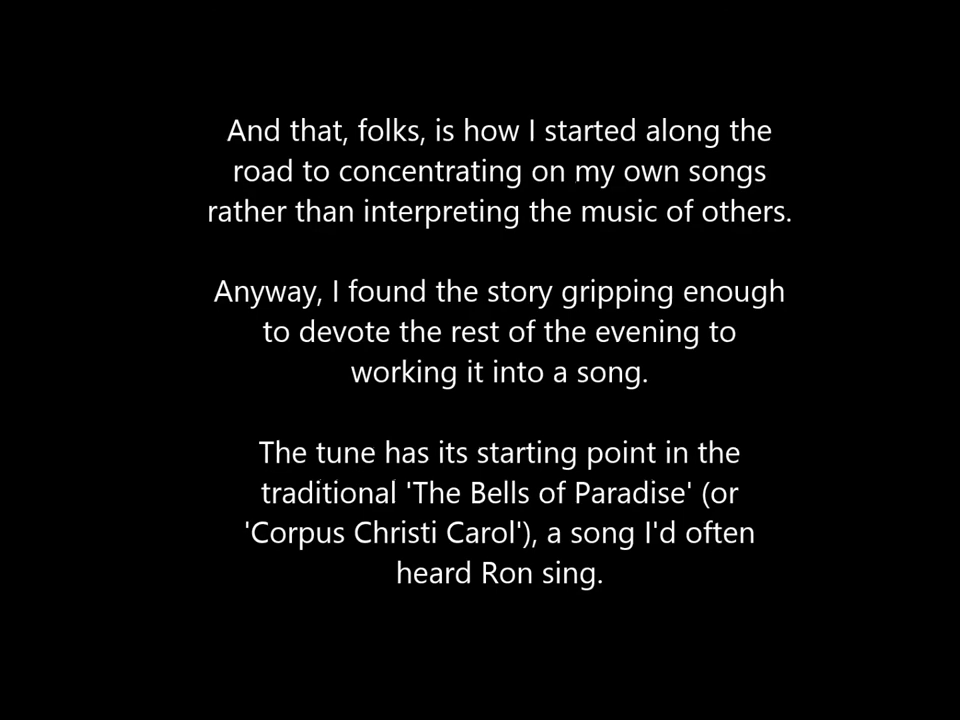 And that, folks, is how I started along the
road to concentrating on my own songs
rather than interpreting the music of others.
Anyway, I found the story gripping enough
to devote the rest of the evening to
working it into a song.
The tune has its starting point in the
traditional 'The Bells of Paradise' (or
'Corpus Christi Carol'), a song I'd often
heard Ron sing.